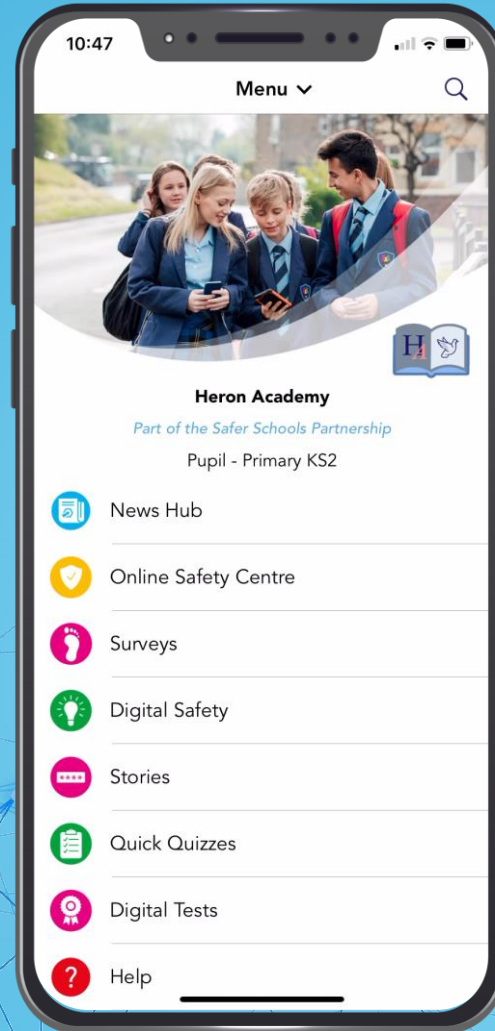 10:47
Menu
HA
Heron Academy
Part of the Safer Schools Partnership
Pupil - Primary KS2
News Hub
Online Safety Centre
Surveys
Digital Safety
Stories
Quick Quizzes
Digital Tests
?
Help